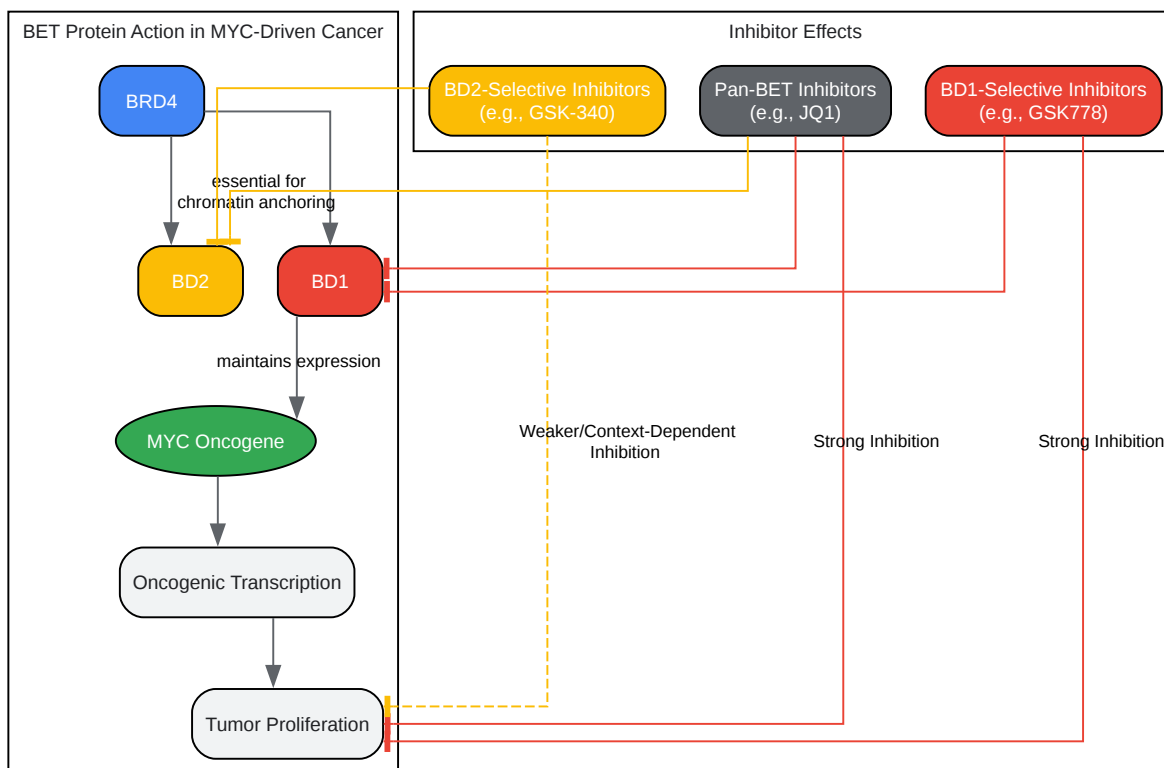 BET Protein Action in MYC-Driven Cancer
Inhibitor Effects
BRD4
BD2-Selective Inhibitors
(e.g., GSK-340)
Pan-BET Inhibitors
(e.g., JQ1)
BD1-Selective Inhibitors
(e.g., GSK778)
essential for
chromatin anchoring
BD2
BD1
maintains expression
MYC Oncogene
Weaker/Context-Dependent
Inhibition
Strong Inhibition
Strong Inhibition
Oncogenic Transcription
Tumor Proliferation